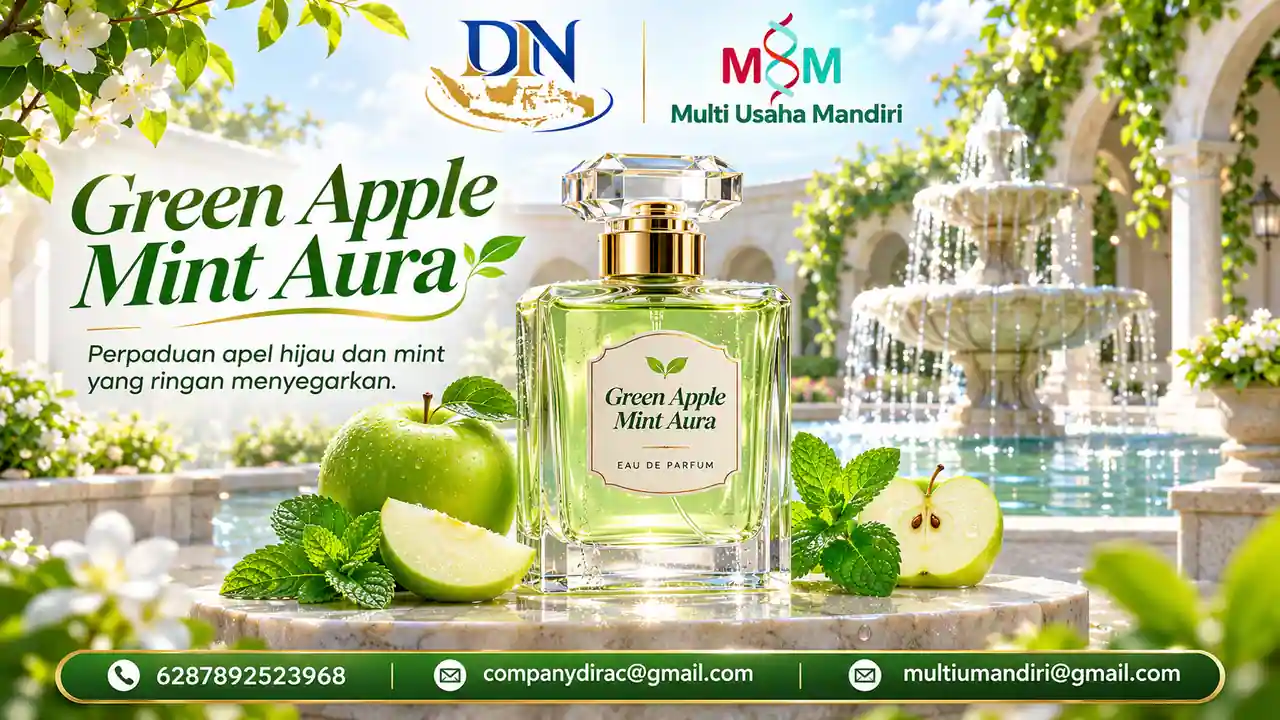 DIN
M M
Multi Usaha Mandiri
Green Apple
Mint Aura
Perpaduan apel hijau dan mint
yang ringan menyegarkan.
Green Apple
Mint Aura
EAU DE PARFUM
6287892523968
companydirac@gmail.com
multiumandiri@gmail.com